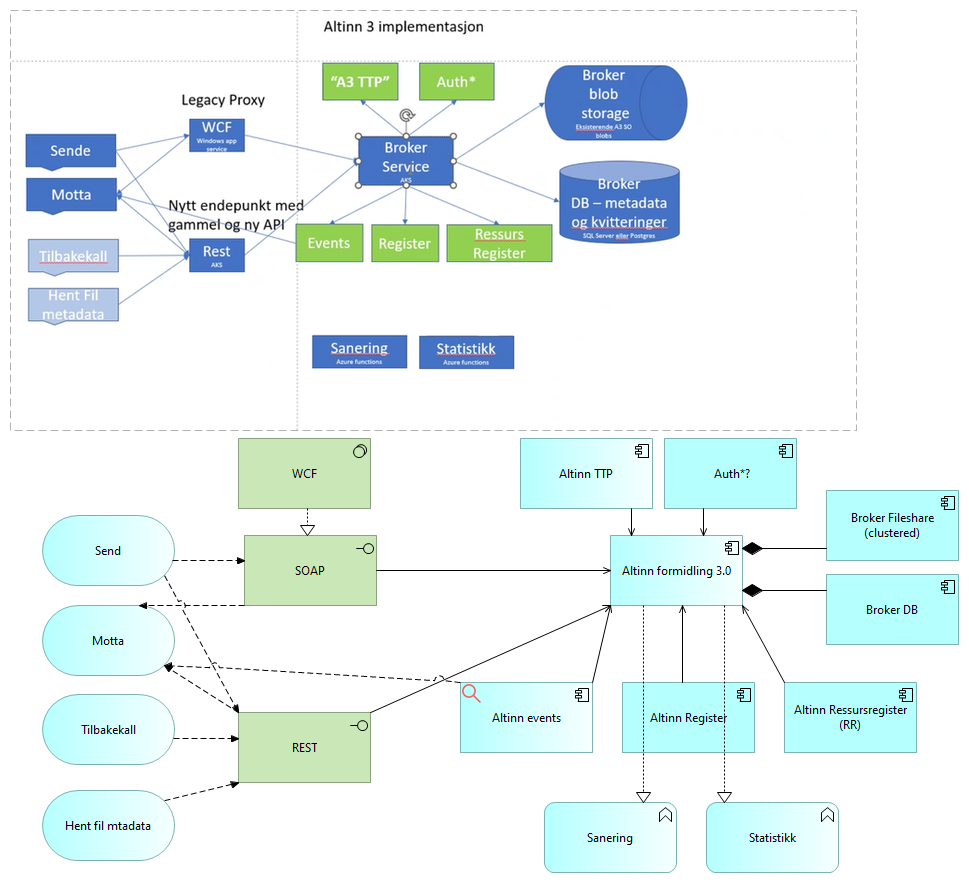 Altinn 3 implementasjon
“A3 TTP”
Auth*
Broker
blob
storage
Eksisterende A3 SO
blobs
Legacy Proxy
WCF
Windows app
service
Sende
Broker
Service
AKS
Motta
Broker
DB – metadata
og kvitteringer
SQL Server eller Postgres
Nytt endepunkt med
gammel og ny API
Events
Register
Ressurs
Register
Tilbakekall
Rest
AKS
Hent Fil
metadata
Sanering
Azure functions
Statistikk
Azure functions
WCF
Altinn TTP
Auth*?
Broker Fileshare
(clustered)
Send
SOAP
Altinn formidling 3.0
Broker DB
Motta
Altinn events
Altinn Register
Altinn Ressursregister
(RR)
Tilbakekall
REST
Hent fil mtadata
Sanering
Statistikk